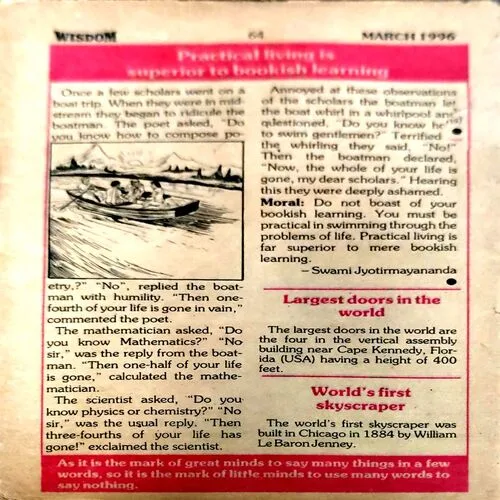 WISDOM 64 MARCH 1996
Practical living is
superior to bookish learning
Once a few scholars went on a
boat trip. When they were in mid-
stream they began to ridicule the
boatman. The poet asked, "Do
you know how to compose po-
etry,?" "No", replied the boat-
man with humility. "Then one-
fourth of your life is gone in vain,"
commented the poet.
The mathematician asked, "Do
you know Mathematics?" "No
sir," was the reply from the boat-
man. "Then one-half of your life
is gone," calculated the mathe-
matician.
The scientist asked, "Do you
know physics or chemistry?" "No
sir," was the usual reply. "Then
three-fourths of your life has
gone!" exclaimed the scientist.
Annoyed at these observations
of the scholars the boatman let
the boat whirl in a whirlpool and
questioned, "Do you know how
to swim gentlemen?" Terrified
the whirling they said, "No!"
Then the boatman declared,
"Now, the whole of your life is
gone, my dear scholars." Hearing
this they were deeply ashamed.
Moral: Do not boast of your
bookish learning. You must be
practical in swimming through the
problems of life. Practical living is
far superior to mere bookish
learning.
– Swami Jyotirmayananda
Largest doors in the
world
The largest doors in the world are
the four in the vertical assembly
building near Cape Kennedy, Flor-
ida (USA) having a height of 400
feet.
World's first
skyscraper
The world's first skyscraper was
built in Chicago in 1884 by William
Le Baron Jenney.
As it is the mark of great minds to say many things in a few
words, so it is the mark of little minds to use many words to
say nothing.